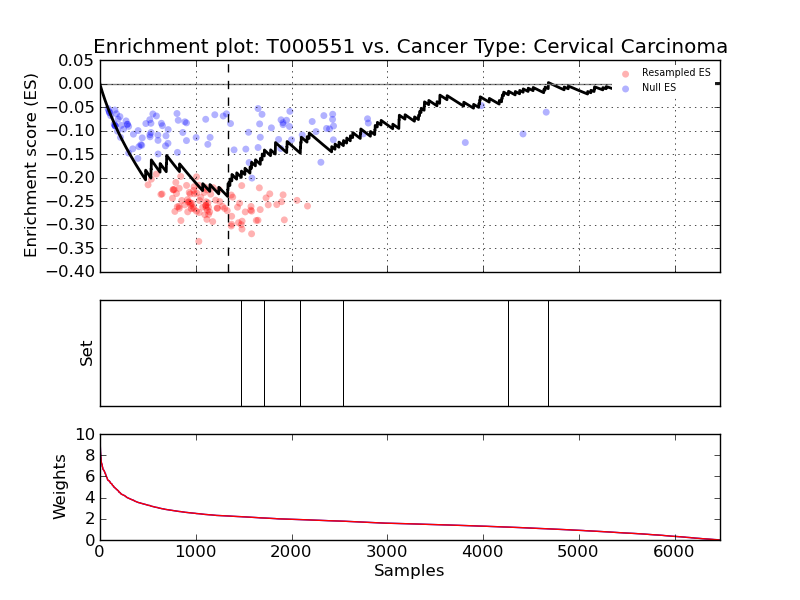 Enrichment plot: T000551 vs. Cancer Type: Cervical Carcinoma
Enrichment score (ES)
0.05
0.00
−0.05
−0.10
−0.15
−0.20
−0.25
−0.30
−0.35
−0.40
Resampled ES
Null ES
Set
Weights
10
8
6
4
2
0
0 1000 2000 3000 4000 5000 6000
Samples